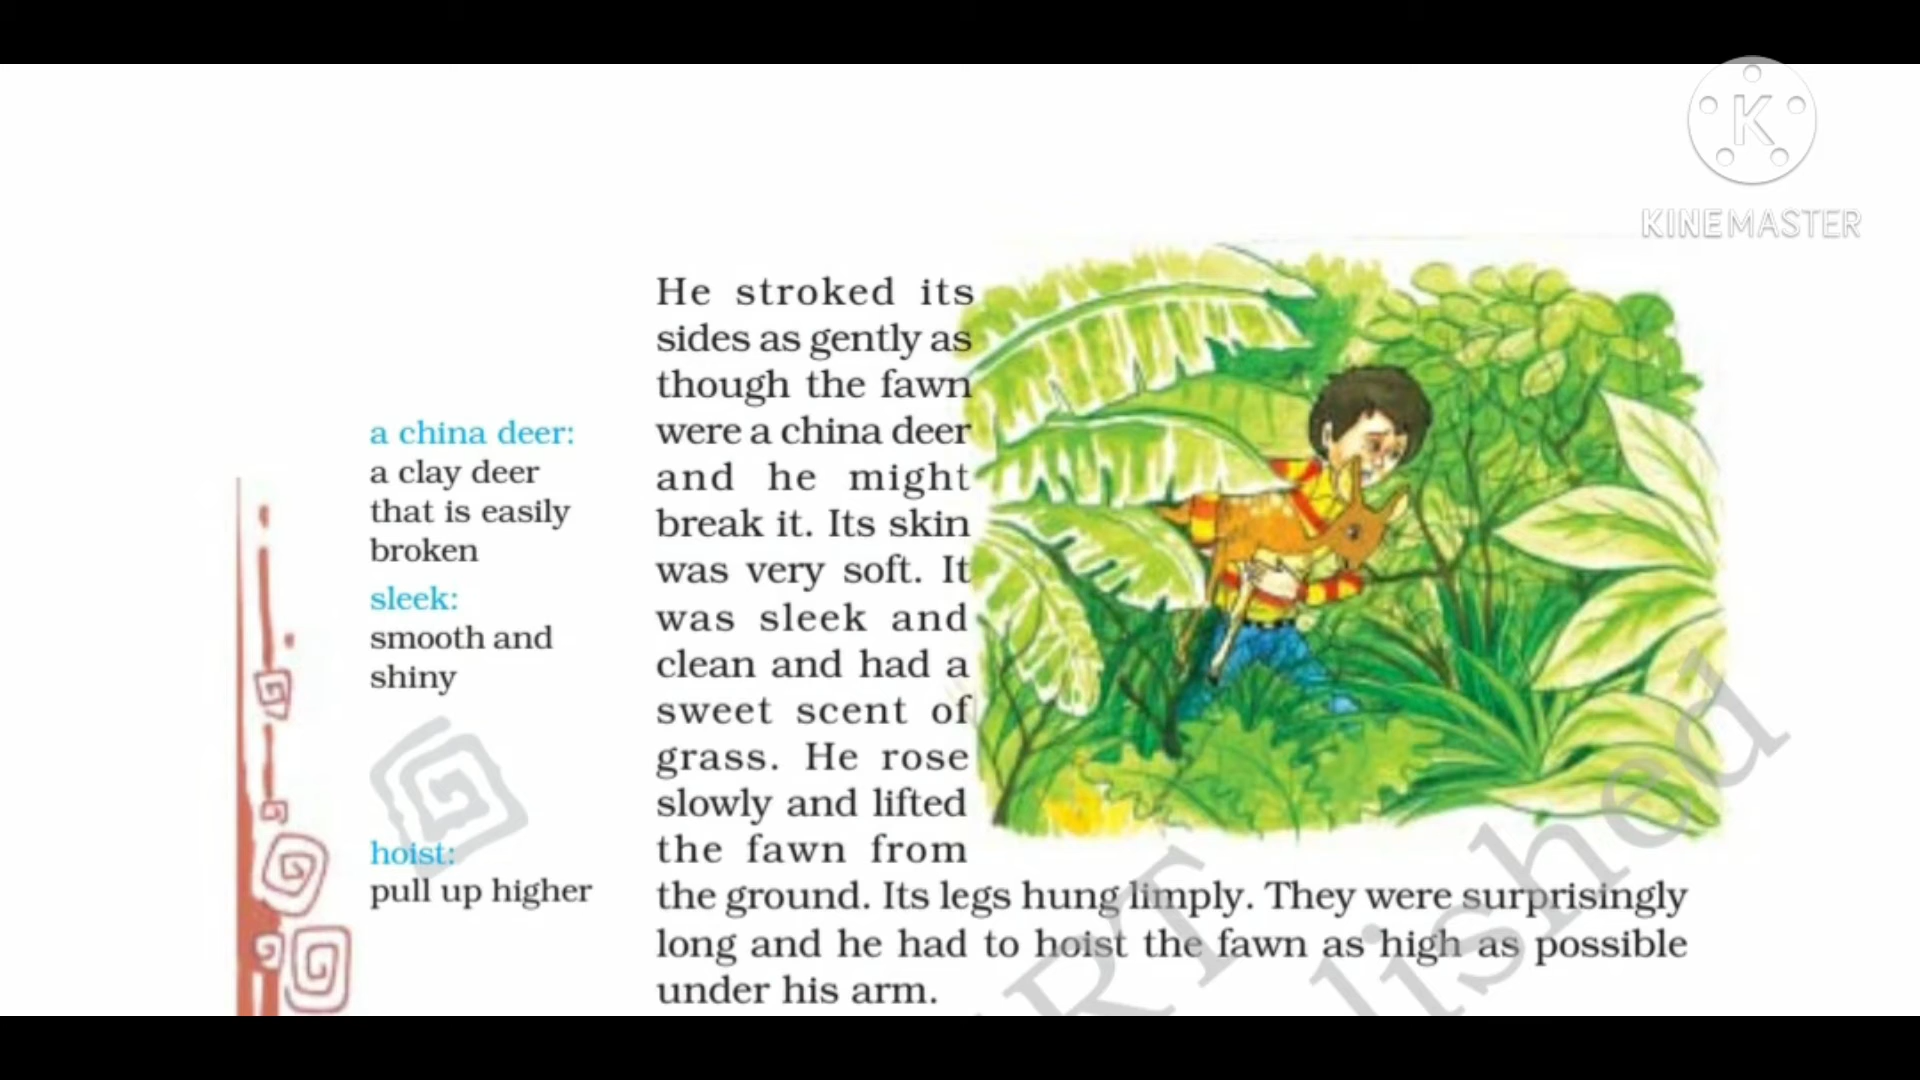 KINEMASTER
He stroked its
sides as gently as
though the fawn
were a china deer
and he might
break it. Its skin
was very soft. It
was sleek and
clean and had a
sweet scent of
grass. He rose
slowly and lifted
the fawn from
the ground. Its legs hung limply. They were surprisingly
long and he had to hoist the fawn as high as possible
under his arm.
a china deer:
a clay deer
that is easily
broken
sleek:
smooth and
shiny
hoist:
pull up higher